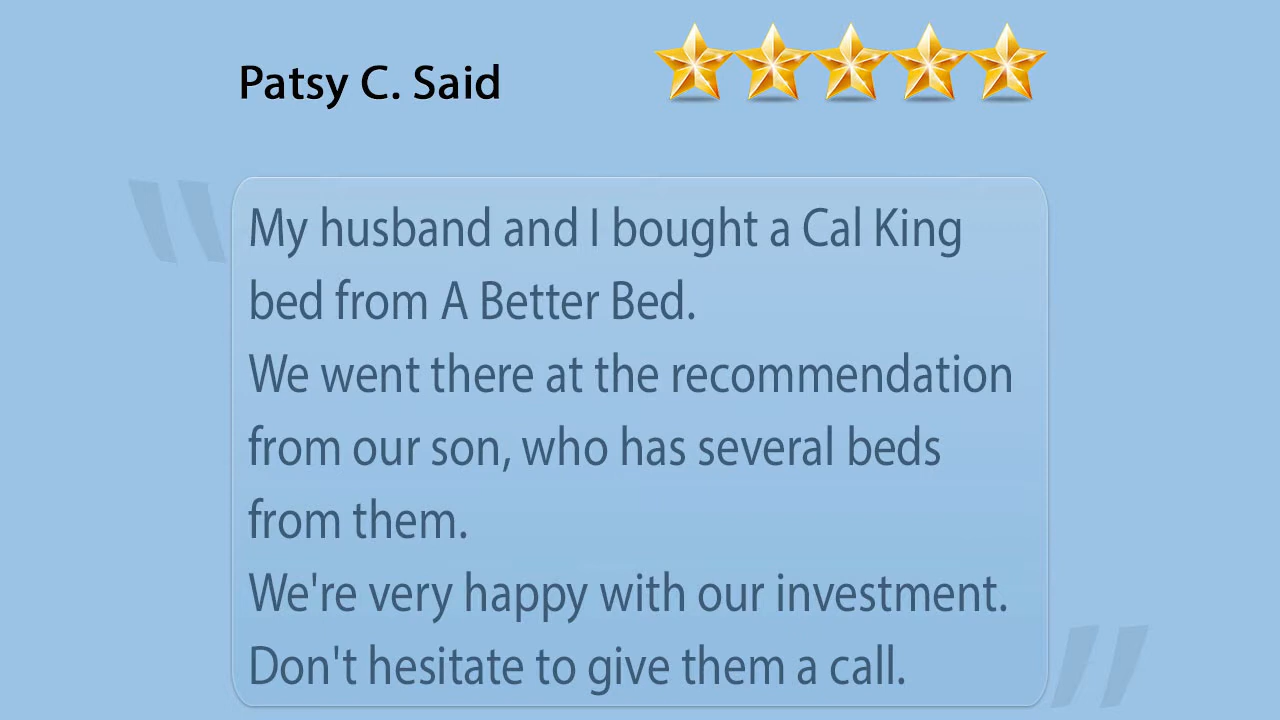 Patsy C. Said
My husband and I bought a Cal King
bed from A Better Bed.
We went there at the recommendation
from our son, who has several beds
from them.
We're very happy with our investment.
Don't hesitate to give them a call.